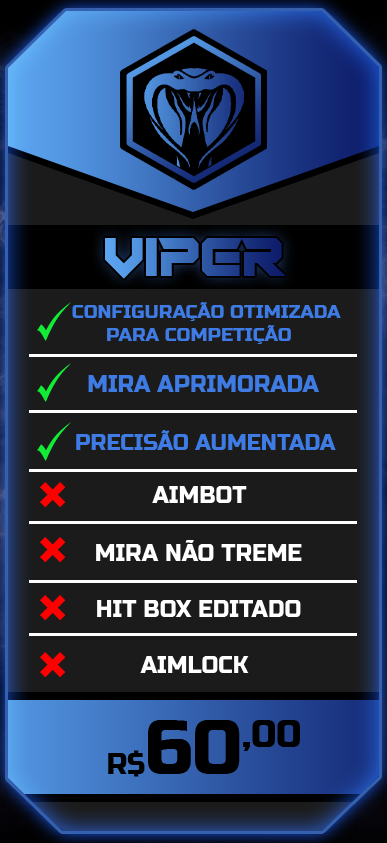 VIPER
CONFIGURAÇÃO OTIMIZADA
PARA COMPETIÇÃO
MIRA APRIMORADA
PRECISÃO AUMENTADA
AIMBOT
MIRA NÃO TREME
HIT BOX EDITADO
AIMLOCK
R$60,00